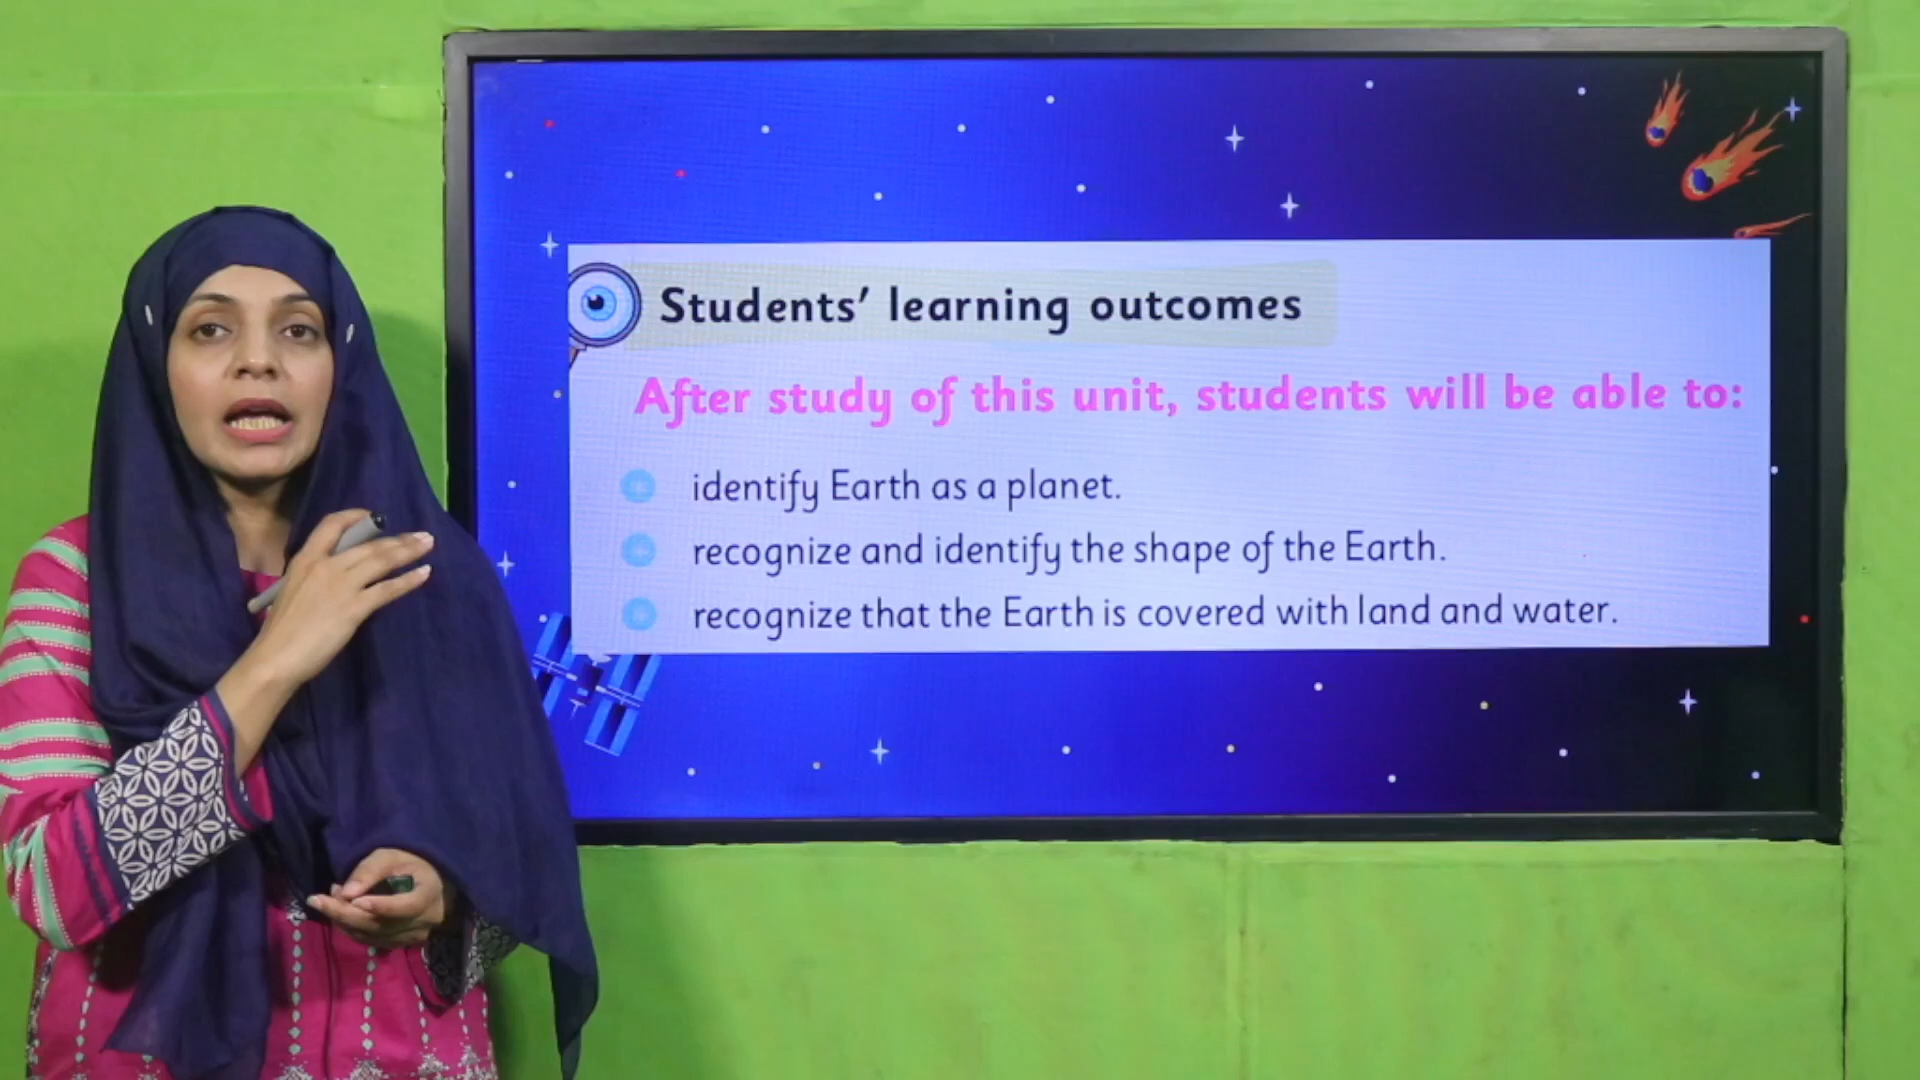 Students' learning outcomes
After study of this unit, students will be able to:
identify Earth as a planet.
recognize and identify the shape of the Earth.
recognize that the Earth is covered with land and water.